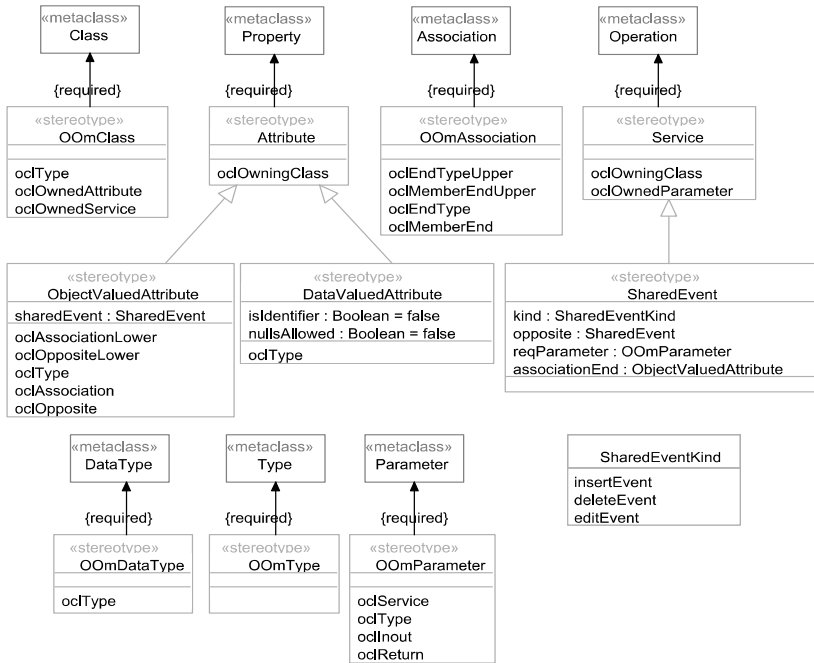 «metaclass»
Class
«metaclass»
Property
«metaclass»
Association
«metaclass»
Operation
{required}
{required}
{required}
{required}
«stereotype»
OOmClass
oclType
oclOwnedAttribute
oclOwnedService
«stereotype»
Attribute
oclOwningClass
«stereotype»
OOmAssociation
oclEndTypeUpper
oclMemberEndUpper
oclEndType
oclMemberEnd
«stereotype»
Service
oclOwningClass
oclOwnedParameter
«stereotype»
ObjectValuedAttribute
sharedEvent : SharedEvent
oclAssociationLower
oclOppositeLower
oclType
oclAssociation
oclOpposite
«stereotype»
DataValuedAttribute
isIdentifier : Boolean = false
nullsAllowed : Boolean = false
oclType
«stereotype»
SharedEvent
kind : SharedEventKind
opposite : SharedEvent
reqParameter : OOmParameter
associationEnd : ObjectValuedAttribute
«metaclass»
DataType
«metaclass»
Type
«metaclass»
Parameter
{required}
{required}
{required}
«stereotype»
OOmDataType
oclType
«stereotype»
OOmType
«stereotype»
OOmParameter
oclService
oclType
oclInout
oclReturn
SharedEventKind
insertEvent
deleteEvent
editEvent